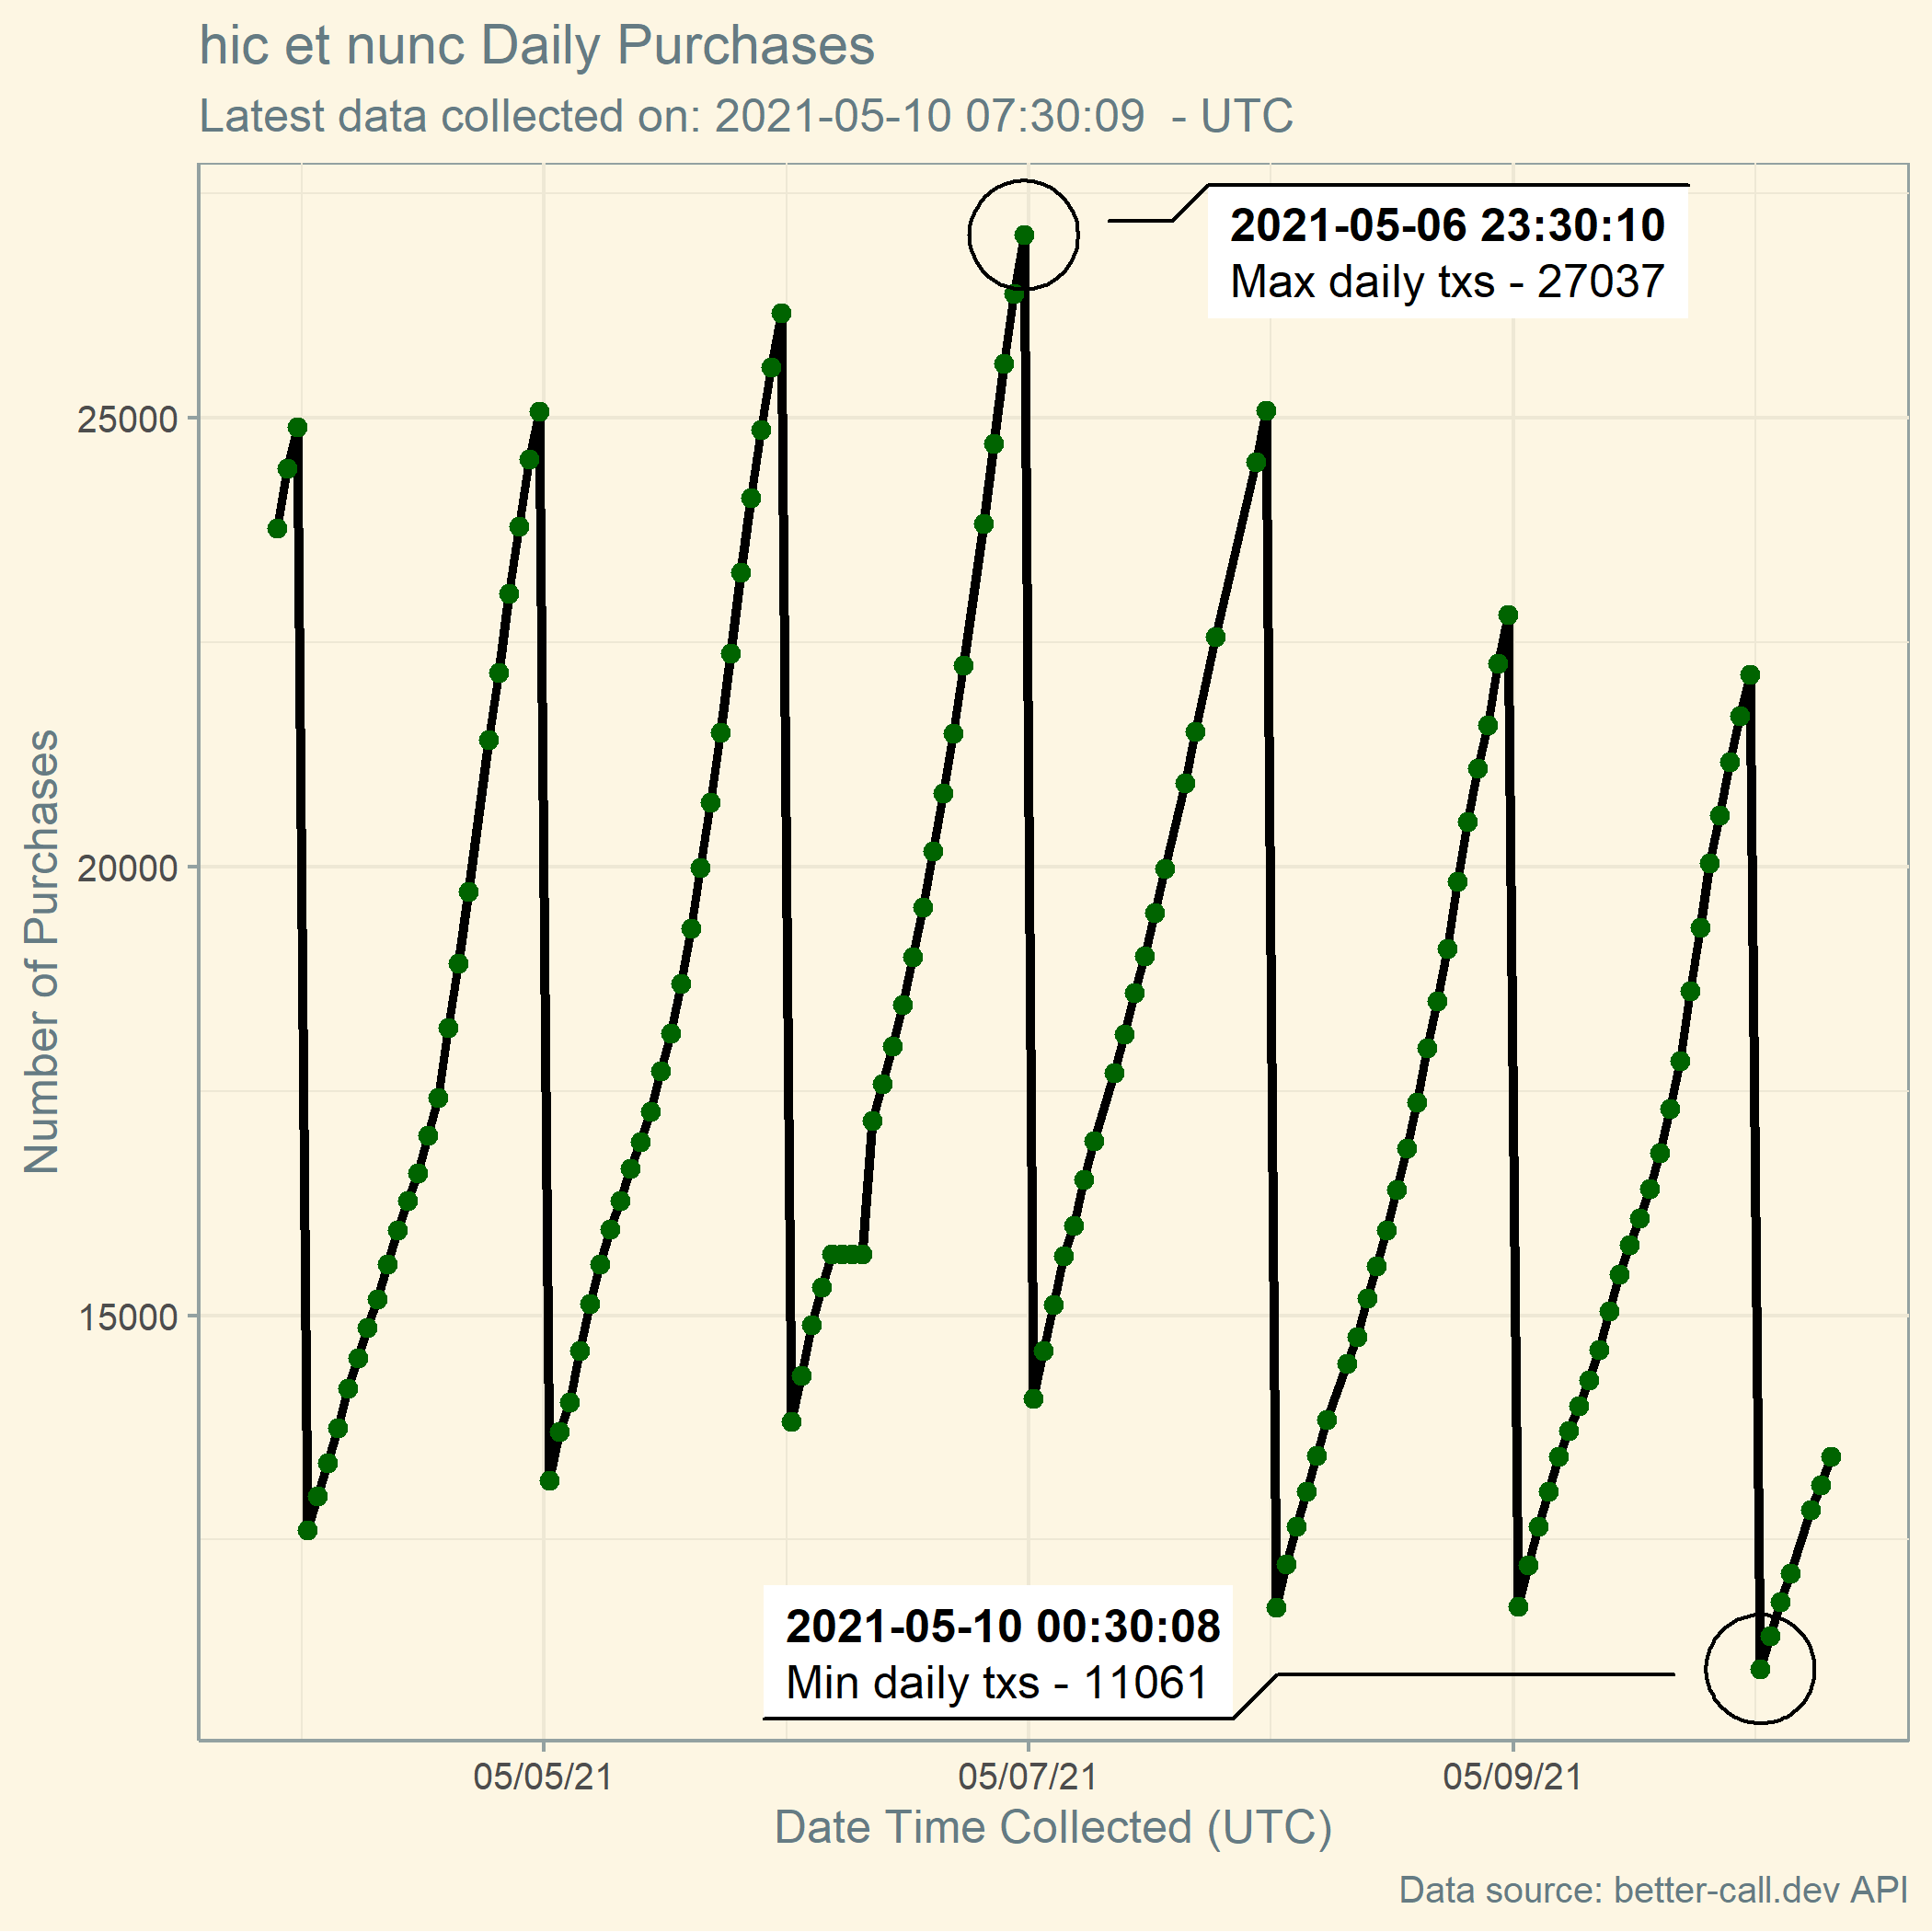 hic et nunc Daily Purchases
Latest data collected on: 2021-05-10 07:30:09  - UTC
2021-05-06 23:30:10
Max daily txs - 27037
25000
20000
15000
Number of Purchases
2021-05-10 00:30:08
Min daily txs - 11061
05/05/21
05/07/21
05/09/21
Date Time Collected (UTC)
Data source: better-call.dev API